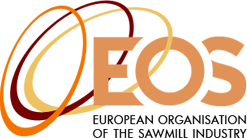 EOS
EUROPEAN ORGANISATION
OF THE SAWMILL INDUSTRY